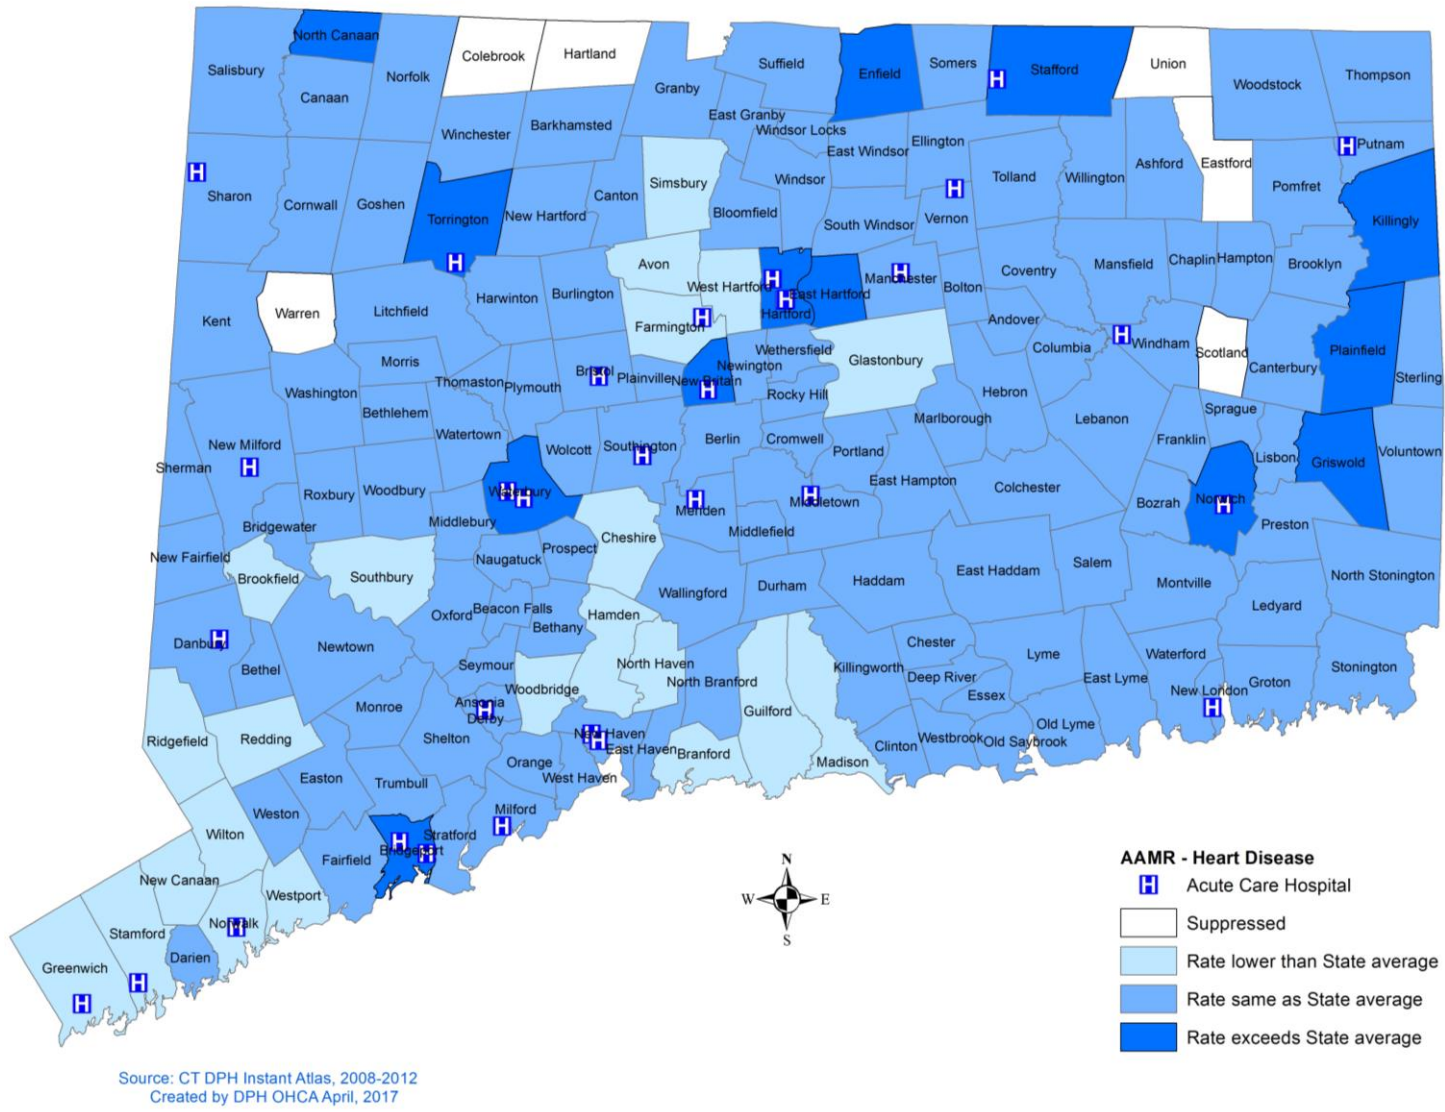 North Canaan
Colebrook
Hartland
Salisbury
Canaan
Norfolk
Granby
Suffield
Enfield
Somers
Stafford
Union
Woodstock
Thompson
East Granby
Windsor Locks
Winchester
Barkhamsted
East Windsor
Ellington
Ashford
Eastford
Putnam
Sharon
Cornwall
Goshen
Torrington
New Hartford
Canton
Simsbury
Windsor
Bloomfield
South Windsor
Vernon
Tolland
Willington
Pomfret
Killingly
Kent
Warren
Litchfield
Harwinton
Burlington
Avon
West Hartford
Farmington
Hartford
East Hartford
Manchester
Bolton
Coventry
Mansfield
Chaplin
Hampton
Brooklyn
Morris
Washington
Bethlehem
Thomaston
Plymouth
Bristol
Plainville
New Britain
Newington
Wethersfield
Rocky Hill
Glastonbury
Andover
Columbia
Windham
Scotland
Canterbury
Plainfield
Sterling
Hebron
Marlborough
Lebanon
Sprague
Franklin
Lisbon
Griswold
Voluntown
New Milford
Sherman
Watertown
Wolcott
Southington
Berlin
Cromwell
Portland
East Hampton
Colchester
Bozrah
Norwich
Preston
Roxbury
Woodbury
Waterbury
Middlebury
Meriden
Middletown
Middlefield
Bridgewater
New Fairfield
Brookfield
Southbury
Naugatuck
Prospect
Cheshire
Wallingford
Durham
Haddam
East Haddam
Salem
Montville
North Stonington
Ledyard
Danbury
Bethel
Newtown
Oxford
Beacon Falls
Bethany
Hamden
Seymour
Woodbridge
North Haven
North Branford
Guilford
Killingworth
Chester
Deep River
Essex
Lyme
East Lyme
Waterford
New London
Groton
Stonington
Ridgefield
Redding
Monroe
Ansonia
Derby
Shelton
Orange
New Haven
East Haven
West Haven
Branford
Madison
Clinton
Westbrook
Old Saybrook
Old Lyme
Easton
Trumbull
Weston
Wilton
Milford
Stratford
Bridgeport
Fairfield
New Canaan
Westport
Norwalk
Stamford
Darien
Greenwich
N
W
E
S
AAMR - Heart Disease
H Acute Care Hospital
Suppressed
Rate lower than State average
Rate same as State average
Rate exceeds State average
Source: CT DPH Instant Atlas, 2008-2012
Created by DPH OHCA April, 2017